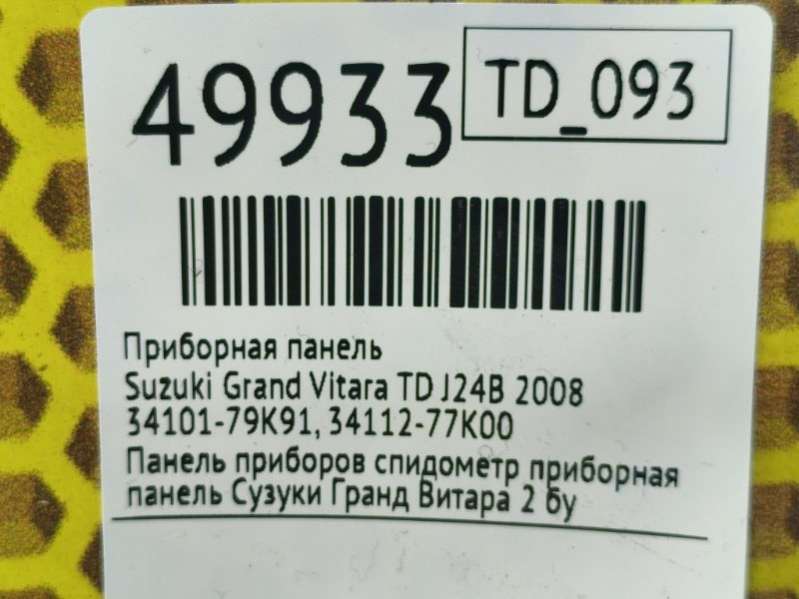 49933
TD_093
Приборная панель
Suzuki Grand Vitara TD J24B 2008
34101-79K91, 34112-77K00
Панель приборов спидометр приборная
панель Сузуки Гранд Витара 2 бу